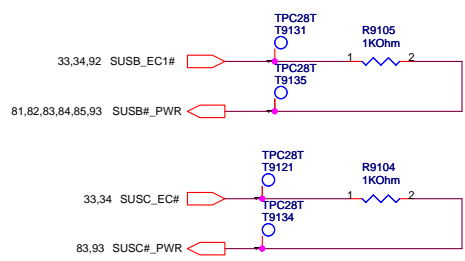 TPC28T
T9131
R9105
1KOhm
33,34,92 SUSB_EC1#
1
2
TPC28T
T9135
81,82,83,84,85,93 SUSB#_PWR
TPC28T
T9121
R9104
1KOhm
33,34 SUSC_EC#
1
2
TPC28T
T9134
83,93 SUSC#_PWR